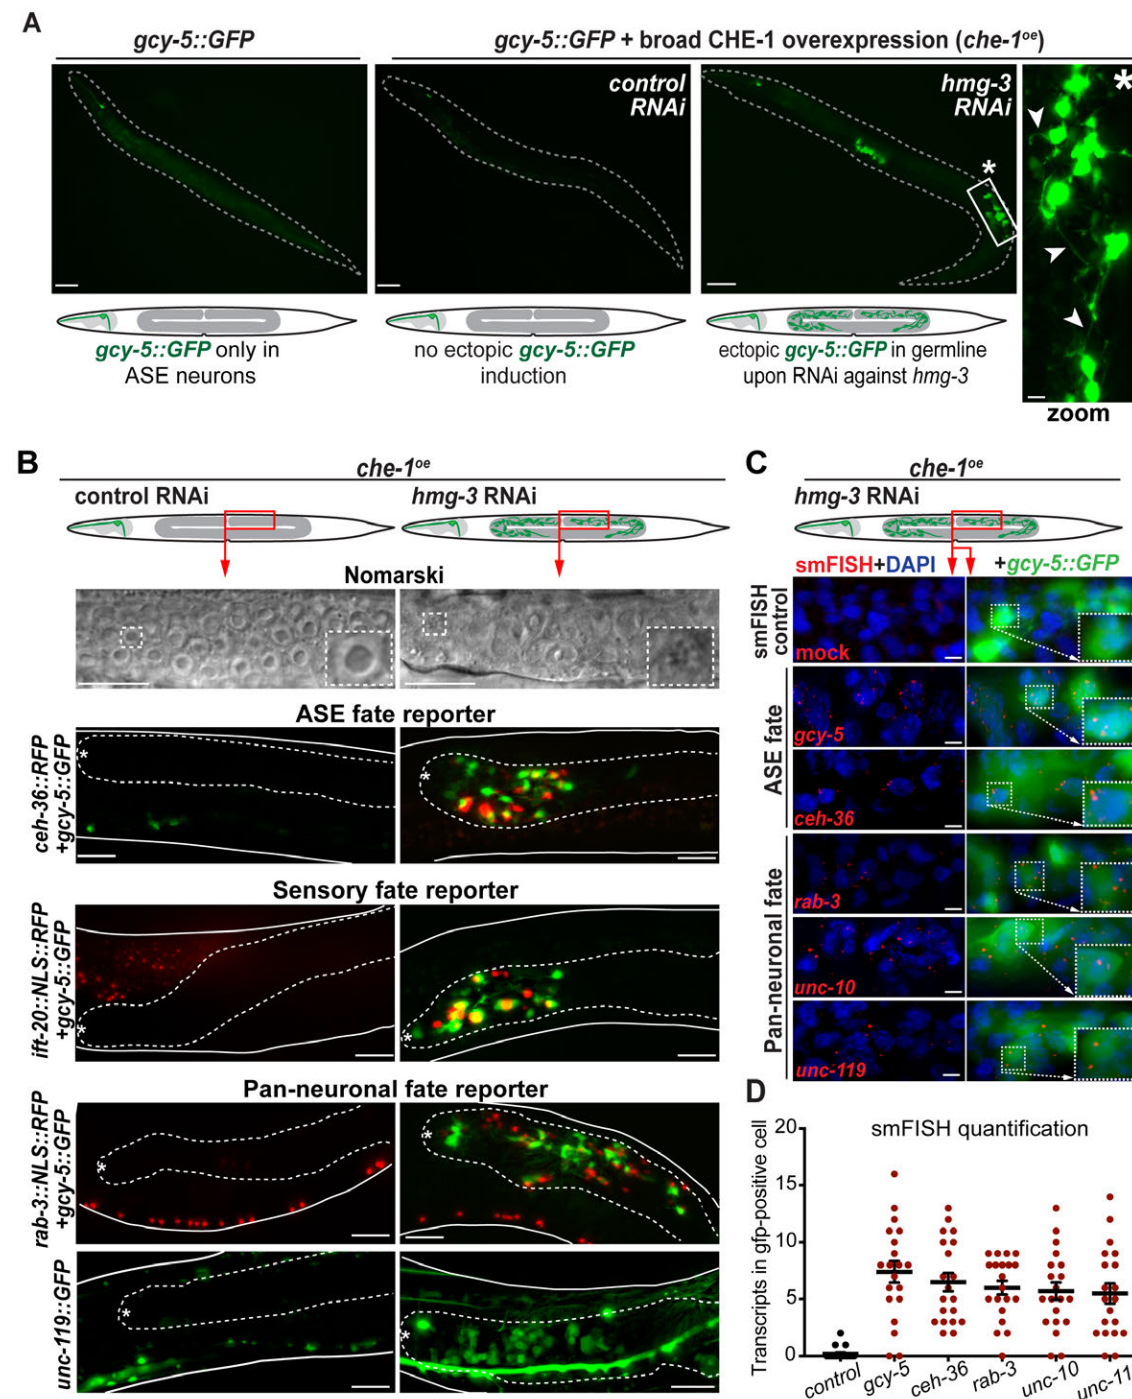 A
gcy-5::GFP
gcy-5::GFP + broad CHE-1 overexpression (che-1oe)
control
RNAi
hmg-3
RNAi
*
*
gcy-5::GFP only in
ASE neurons
no ectopic gcy-5::GFP
induction
ectopic gcy-5::GFP in germline
upon RNAi against hmg-3
zoom
B
che-1oe
control RNAi
hmg-3 RNAi
Nomarski
ASE fate reporter
ceh-36::RFP
+gcy-5::GFP
*
*
Sensory fate reporter
ift-20::NLS::RFP
+gcy-5::GFP
*
*
Pan-neuronal fate reporter
rab-3::NLS::RFP
+gcy-5::GFP
*
*
unc-119::GFP
*
*
C
che-1oe
hmg-3 RNAi
smFISH+DAPI
+gcy-5::GFP
smFISH
control
mock
ASE fate
gcy-5
ceh-36
Pan-neuronal fate
rab-3
unc-10
unc-119
D
smFISH quantification
Transcripts in gfp-positive cell
20
15
10
5
0
control
gcy-5
ceh-36
rab-3
unc-10
unc-11